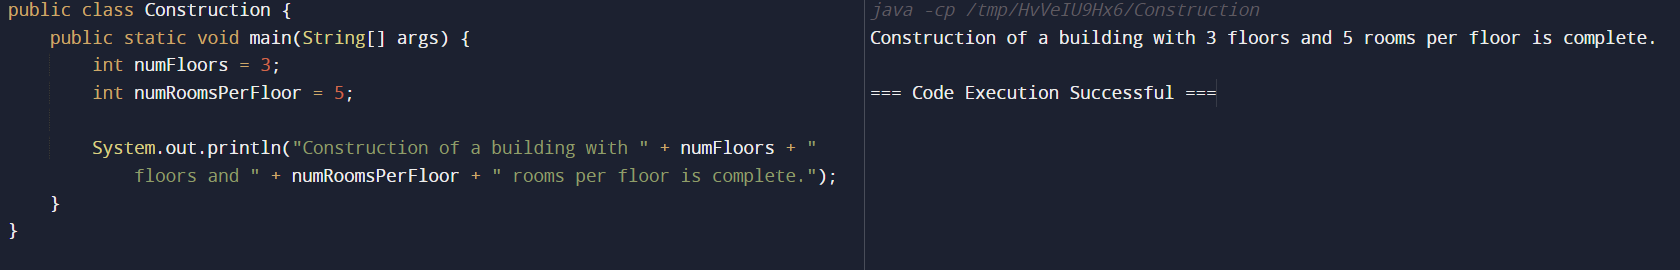 public class Construction {
    public static void main(String[] args) {
        int numFloors = 3;
        int numRoomsPerFloor = 5;

        System.out.println("Construction of a building with " + numFloors + "
            floors and " + numRoomsPerFloor + " rooms per floor is complete.");
    }
}
java -cp /tmp/HvVeIU9Hx6/Construction
Construction of a building with 3 floors and 5 rooms per floor is complete.

=== Code Execution Successful ===